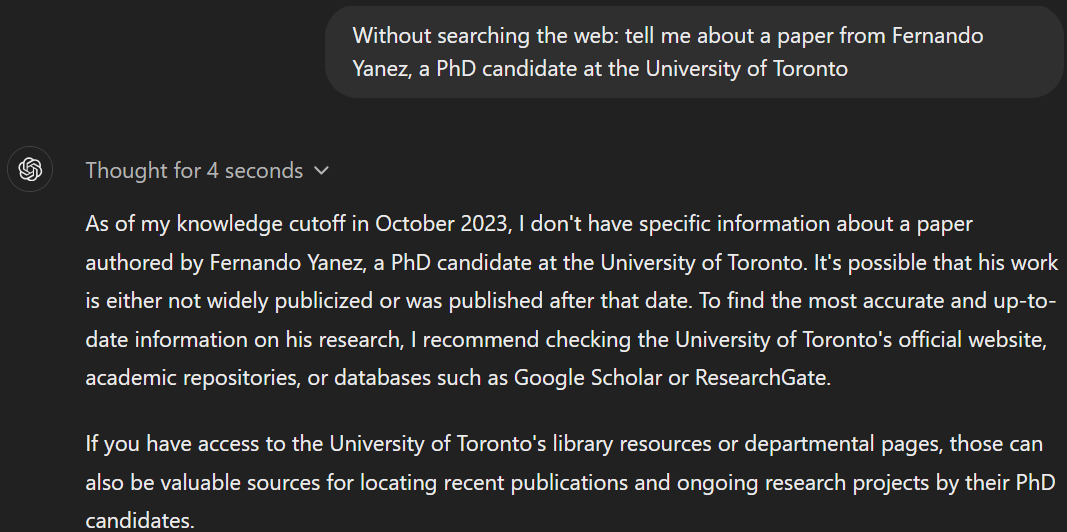 Without searching the web: tell me about a paper from Fernando
Yanez, a PhD candidate at the University of Toronto
Thought for 4 seconds
As of my knowledge cutoff in October 2023, I don't have specific information about a paper
authored by Fernando Yanez, a PhD candidate at the University of Toronto. It's possible that his work
is either not widely publicized or was published after that date. To find the most accurate and up-to-
date information on his research, I recommend checking the University of Toronto's official website,
academic repositories, or databases such as Google Scholar or ResearchGate.
If you have access to the University of Toronto's library resources or departmental pages, those can
also be valuable sources for locating recent publications and ongoing research projects by their PhD
candidates.